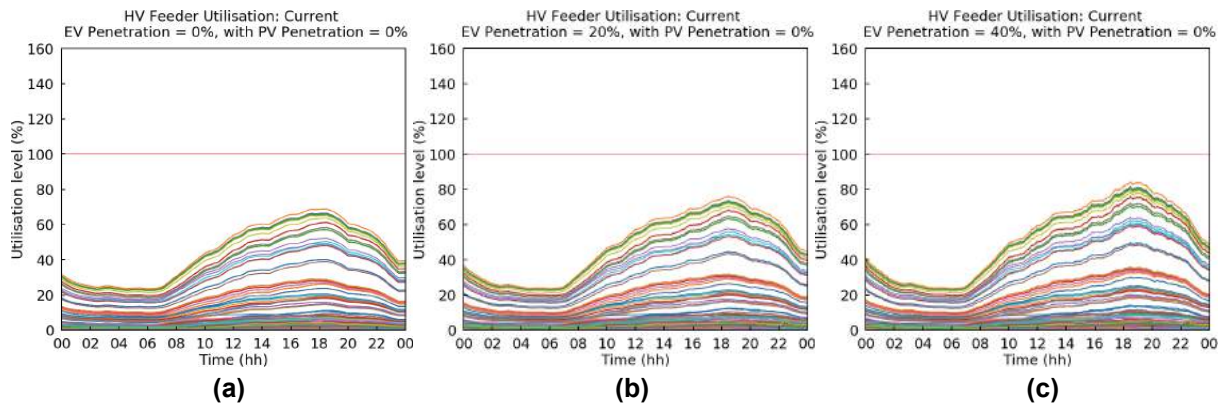 HV Feeder Utilisation: Current
EV Penetration = 0%, with PV Penetration = 0%
160
140
120
100
80
60
40
20
0
Utilisation level (%)
00 02 04 06 08 10 12 14 16 18 20 22 00
Time (hh)
(a)
HV Feeder Utilisation: Current
EV Penetration = 20%, with PV Penetration = 0%
160
140
120
100
80
60
40
20
0
Utilisation level (%)
00 02 04 06 08 10 12 14 16 18 20 22 00
Time (hh)
(b)
HV Feeder Utilisation: Current
EV Penetration = 40%, with PV Penetration = 0%
160
140
120
100
80
60
40
20
0
Utilisation level (%)
00 02 04 06 08 10 12 14 16 18 20 22 00
Time (hh)
(c)